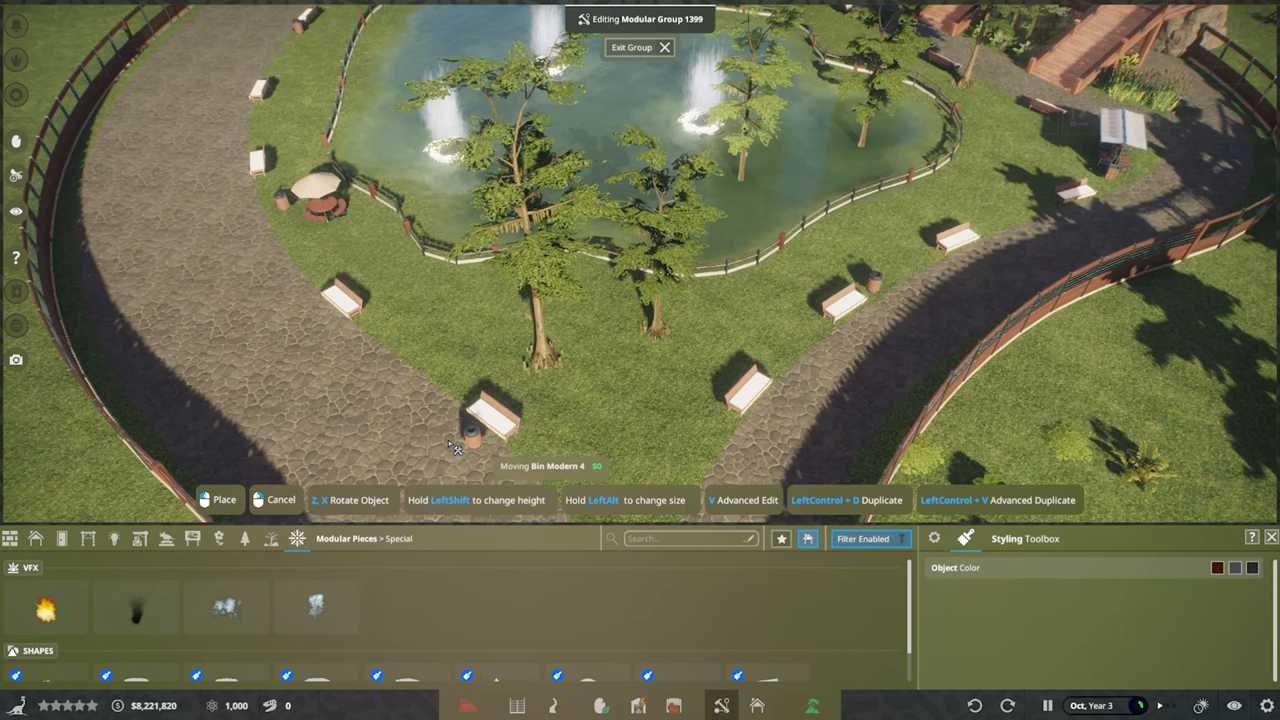 Editing Modular Group 1399
Exit Group
Moving Bin Modern 4 $0
Place
Cancel
Z, X Rotate Object
Hold LeftShift to change height
Hold LeftAlt to change size
V Advanced Edit
LeftControl + D Duplicate
LeftControl + V Advanced Duplicate
Modular Pieces > Special
Search...
Filter Enabled
Styling Toolbox
?
VFX
Object Color
SHAPES
$8,221,820
1,000
0
Oct, Year 3